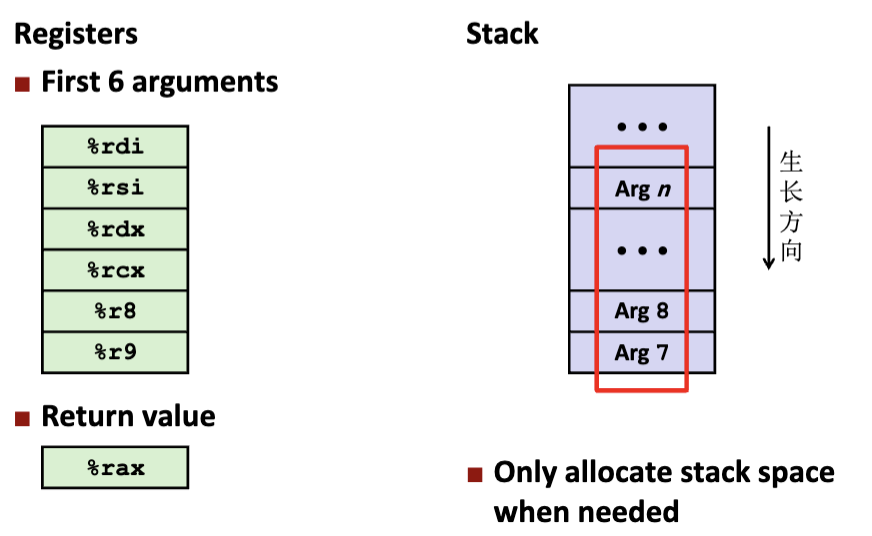 Registers
■ First 6 arguments
%rdi
%rsi
%rdx
%rcx
%r8
%r9
■ Return value
%rax
Stack
• • •
Arg n
• • •
Arg 8
Arg 7
生长方向
■ Only allocate stack space
when needed